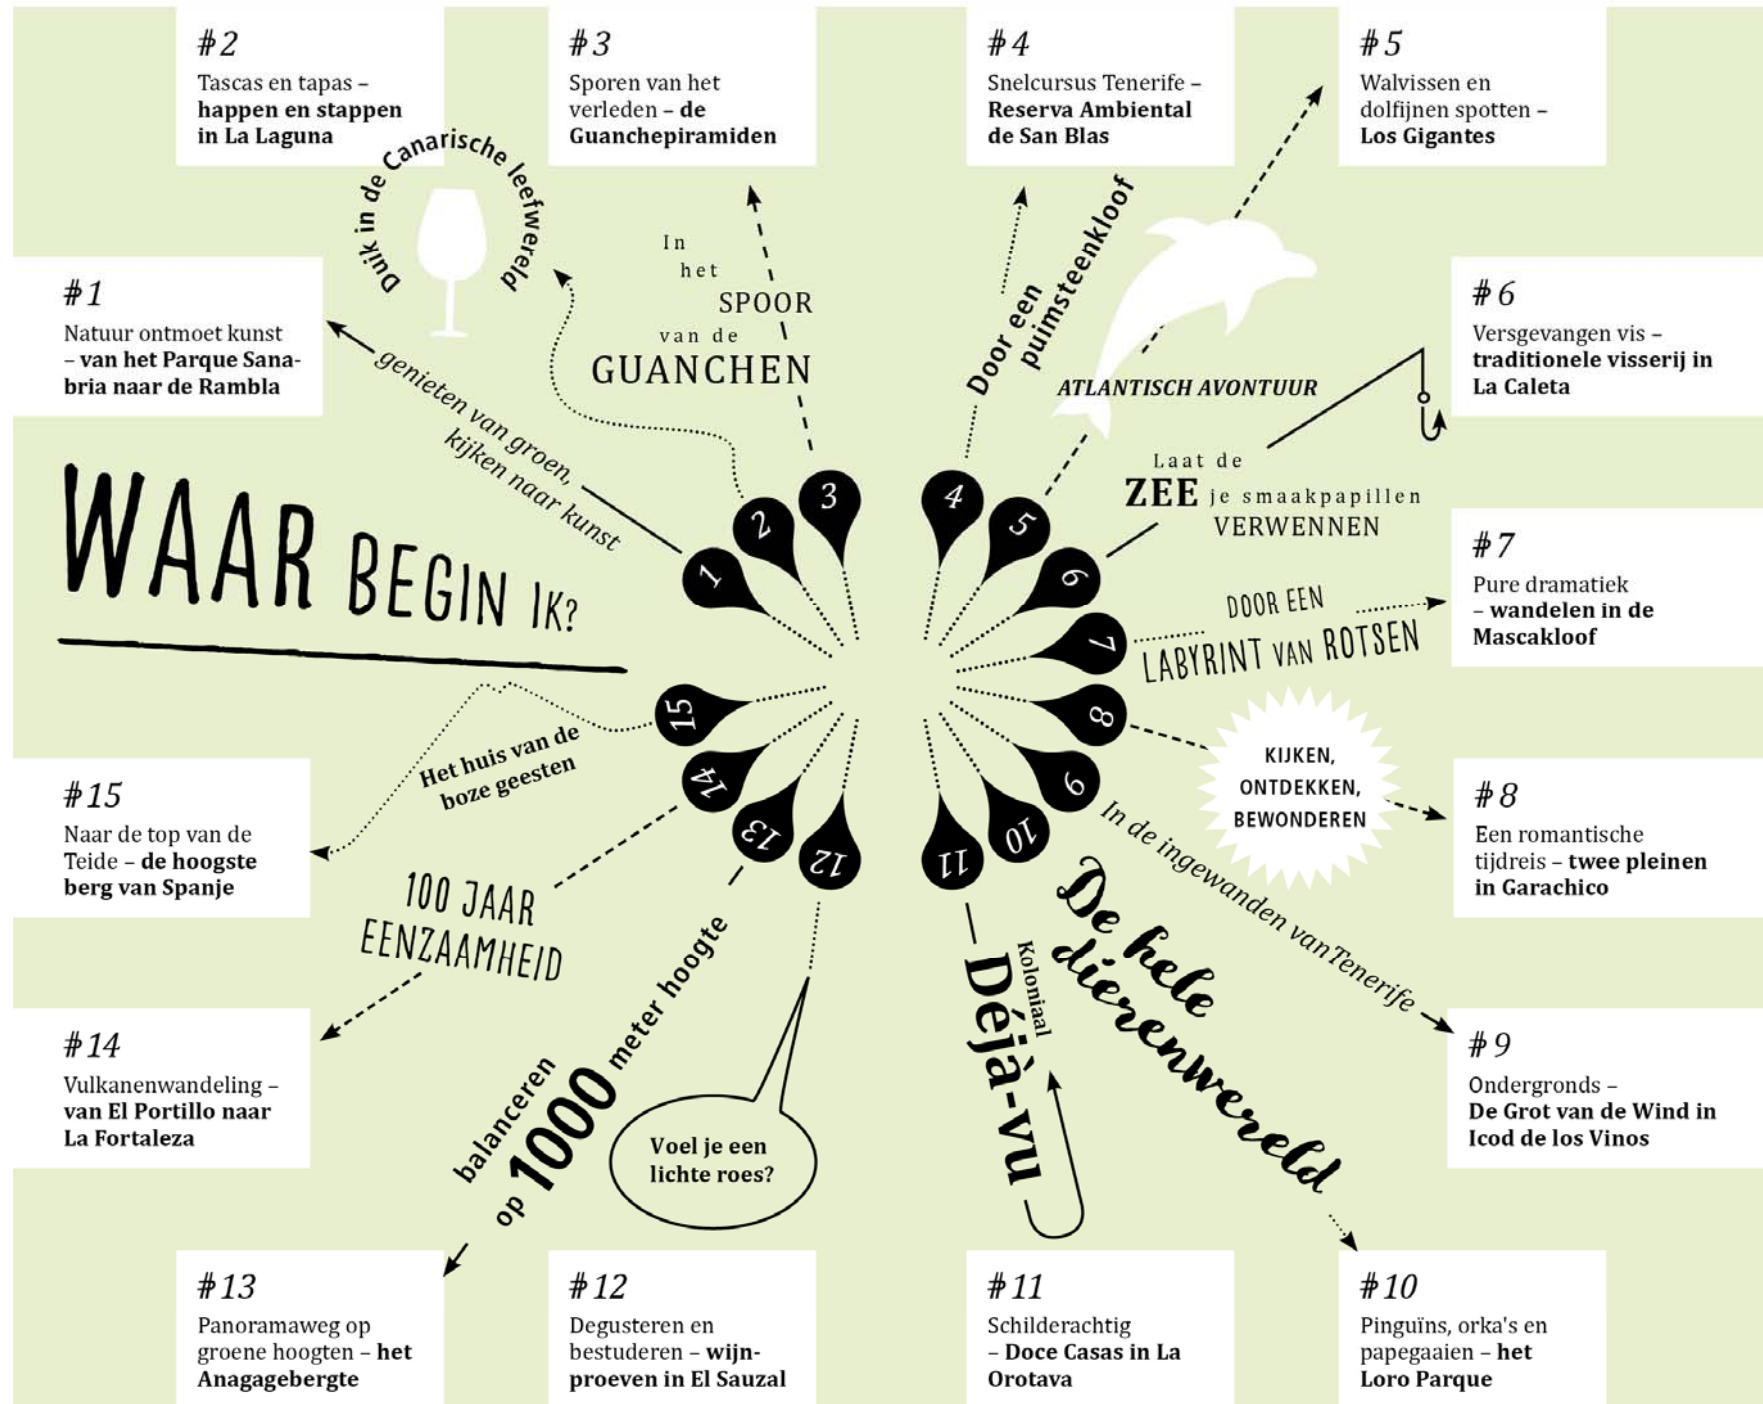 #2
Tascas en tapas –
happen en stappen
in La Laguna
#3
Sporen van het
verleden – de
Guanchepiramiden
#4
Snelcursus Tenerife –
Reserva Ambiental
de San Blas
#5
Walvissen en
dolfijnen spotten –
Los Gigantes
Duik in de Canarische leefwereld
In
het
SPOOR
van de
GUANCHEN
Door een
puimsteenkloof
ATLANTISCH AVONTUUR
#1
Natuur ontmoet kunst
– van het Parque Sana-
bria naar de Rambla
genieten van groen,
kijken naar kunst
#6
Versgevangen vis –
traditionele visserij in
La Caleta
Laat de
ZEE je smaakpapillen
VERWENNEN
WAAR BEGIN IK?
1
2
3
4
5
6
7
8
9
10
11
12
13
14
15
#7
Pure dramatiek
– wandelen in de
Mascakloof
DOOR EEN
LABYRINT VAN ROTSEN
KIJKEN,
ONTDEKKEN,
BEWONDEREN
#8
Een romantische
tijdreis – twee pleinen
in Garachico
Het huis van de
boze geesten
#15
Naar de top van de
Teide – de hoogste
berg van Spanje
100 JAAR
EENZAAMHEID
In de ingewanden van Tenerife
#9
Ondergronds –
De Grot van de Wind in
Icod de los Vinos
#14
Vulkanenwandeling –
van El Portillo naar
La Fortaleza
balanceren
op 1000 meter hoogte
Voel je een
lichte roes?
Koloniaal
Déjà-vu
De hele
dierenwereld
#13
Panoramaweg op
groene hoogten – het
Anagagebergte
#12
Degusteren en
bestuderen – wijn-
proeven in El Sauzal
#11
Schilderachtig
– Doce Casas in La
Orotava
#10
Pinguïns, orka's en
papegaaien – het
Loro Parque